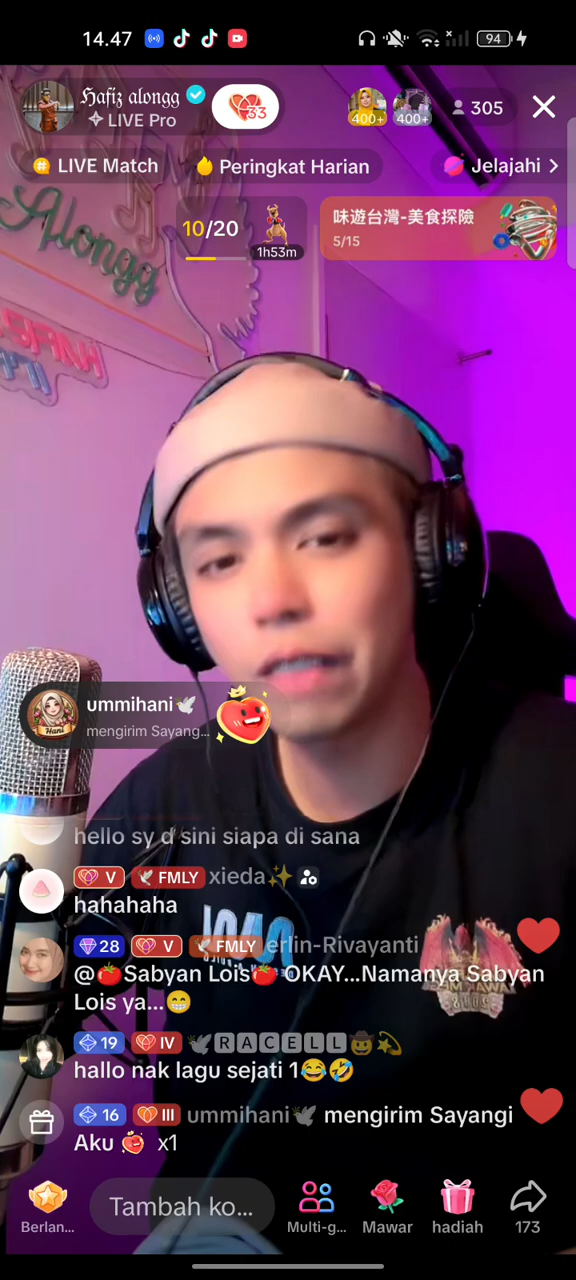 14.47
94
Hafiz alongg
LIVE Pro
33
400+
400+
305
LIVE Match
Peringkat Harian
Jelajahi >
Alongg
10/20
1h53m
味遊台灣-美食探險
5/15
ummihani🕊
Hani
mengirim Sayang...
hello sy d sini siapa di sana
V FMLY xieda✨
hahahaha
28 V FMLY erlin-Rivayanti
@🍅Sabyan Lois🍅 OKAY...Namanya Sabyan
Lois ya...😁
19 IV 🕊RACELL🤠💫
hallo nak lagu sejati 1😂🤣
16 III ummihani🕊 mengirim Sayangi
Aku x1
Berlan...
Tambah ko...
Multi-g...
Mawar
hadiah
173